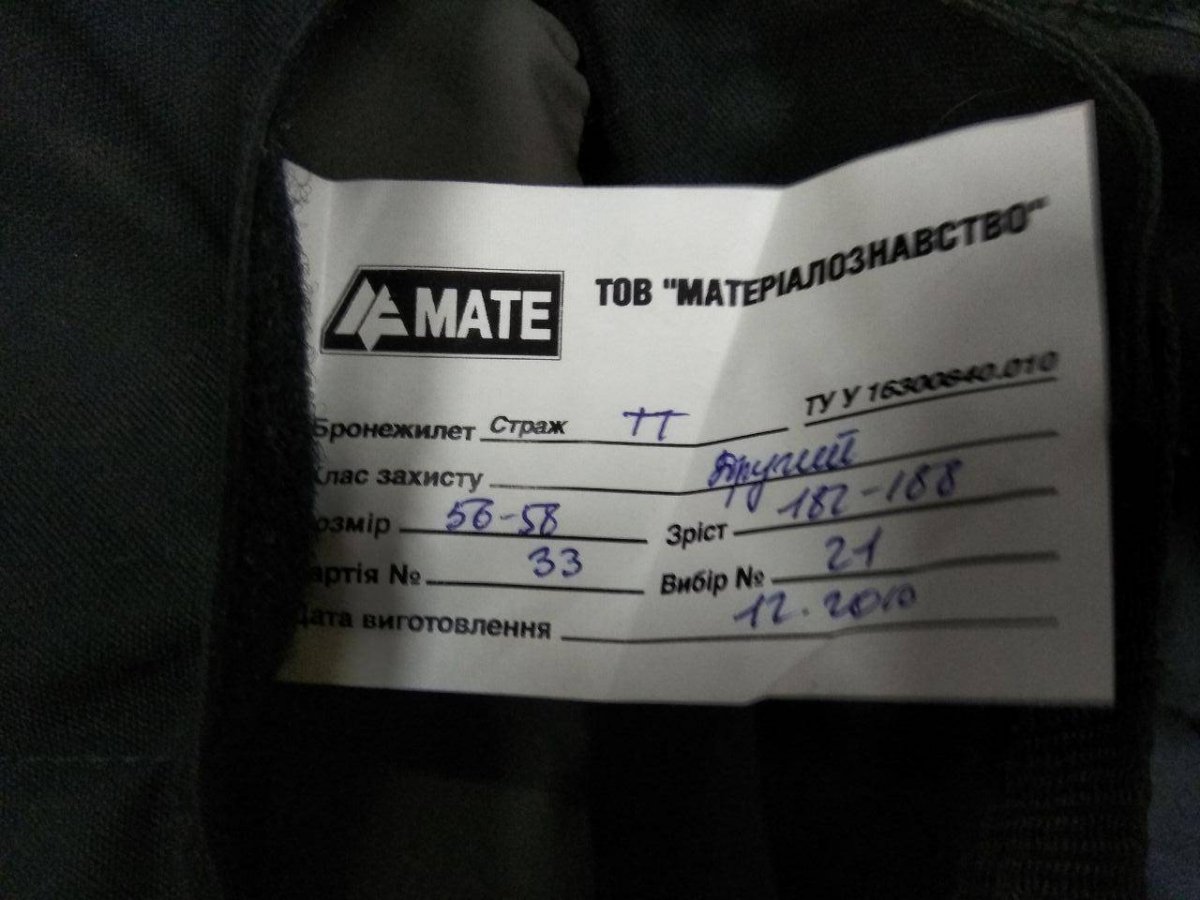 MATE
ТОВ "МАТЕРІАЛОЗНАВСТВО"
ТУ У 16300640.010
Бронежилет Страж ТТ
Клас захисту Другий
озмір 56-58 Зріст 182-188
артія № 33 Вибір № 21
Дата виготовлення 12.2010